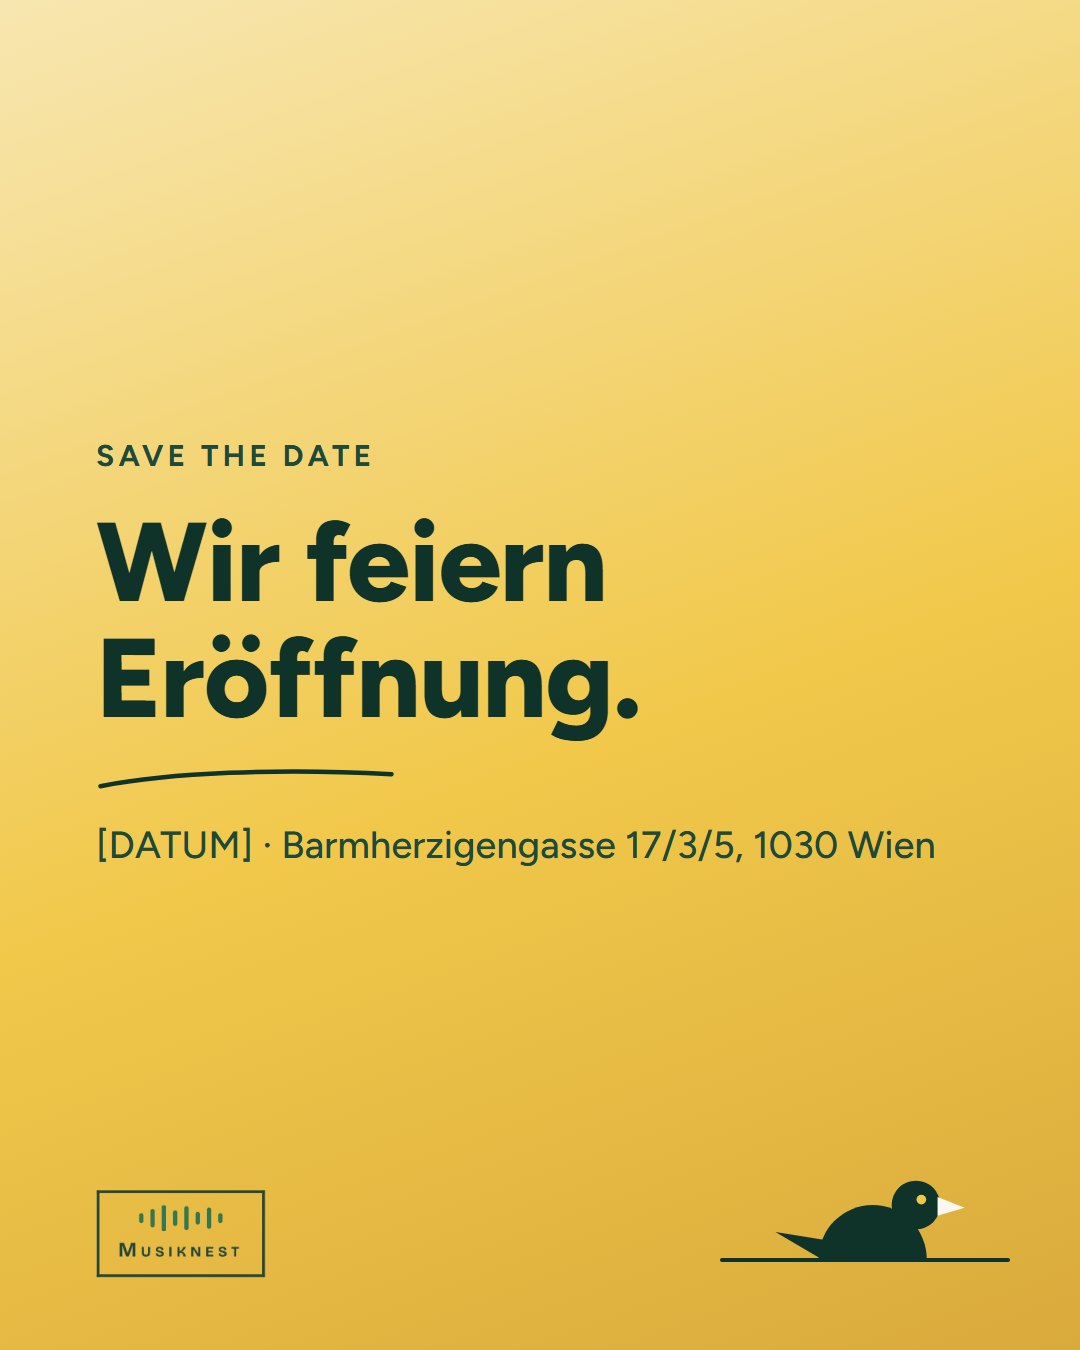 SAVE THE DATE
Wir feiern
Eröffnung.
[DATUM] · Barmherzigengasse 17/3/5, 1030 Wien
MUSIKNEST